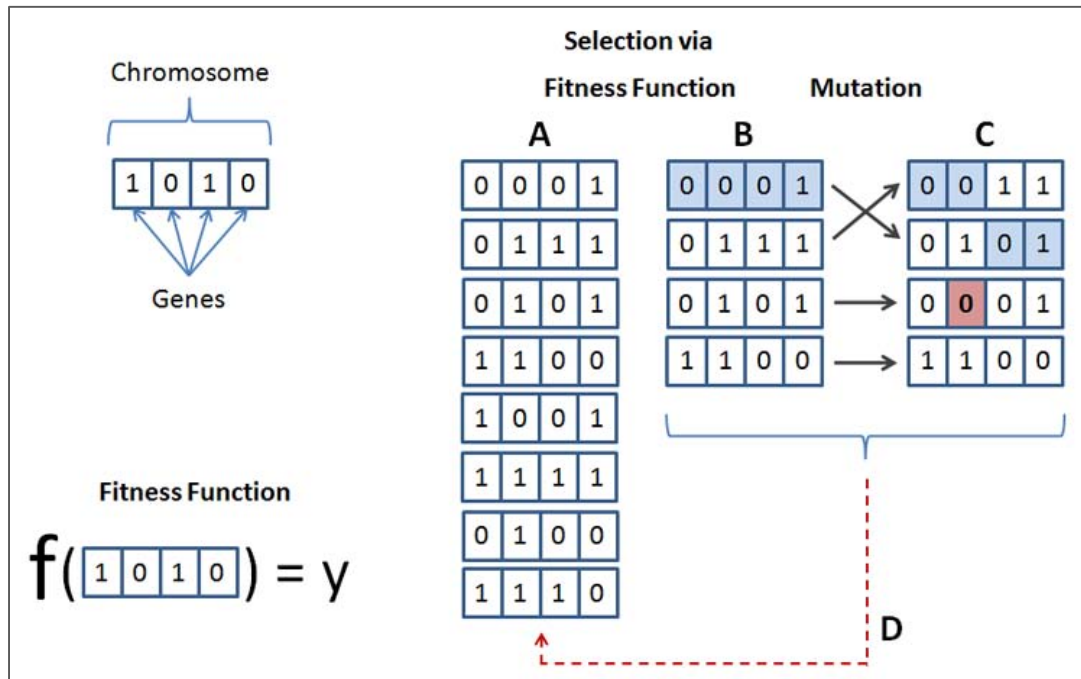 Chromosome
1 0 1 0
Genes
Fitness Function
f( 1 0 1 0 ) = y
Selection via
Fitness Function Mutation
A B C
0 0 0 1 0 0 0 1 0 0 1 1
0 1 1 1 0 1 1 1 0 1 0 1
0 1 0 1 0 1 0 1 0 0 0 1
1 1 0 0 1 1 0 0 1 1 0 0
1 0 0 1
1 1 1 1
0 1 0 0
1 1 1 0
D